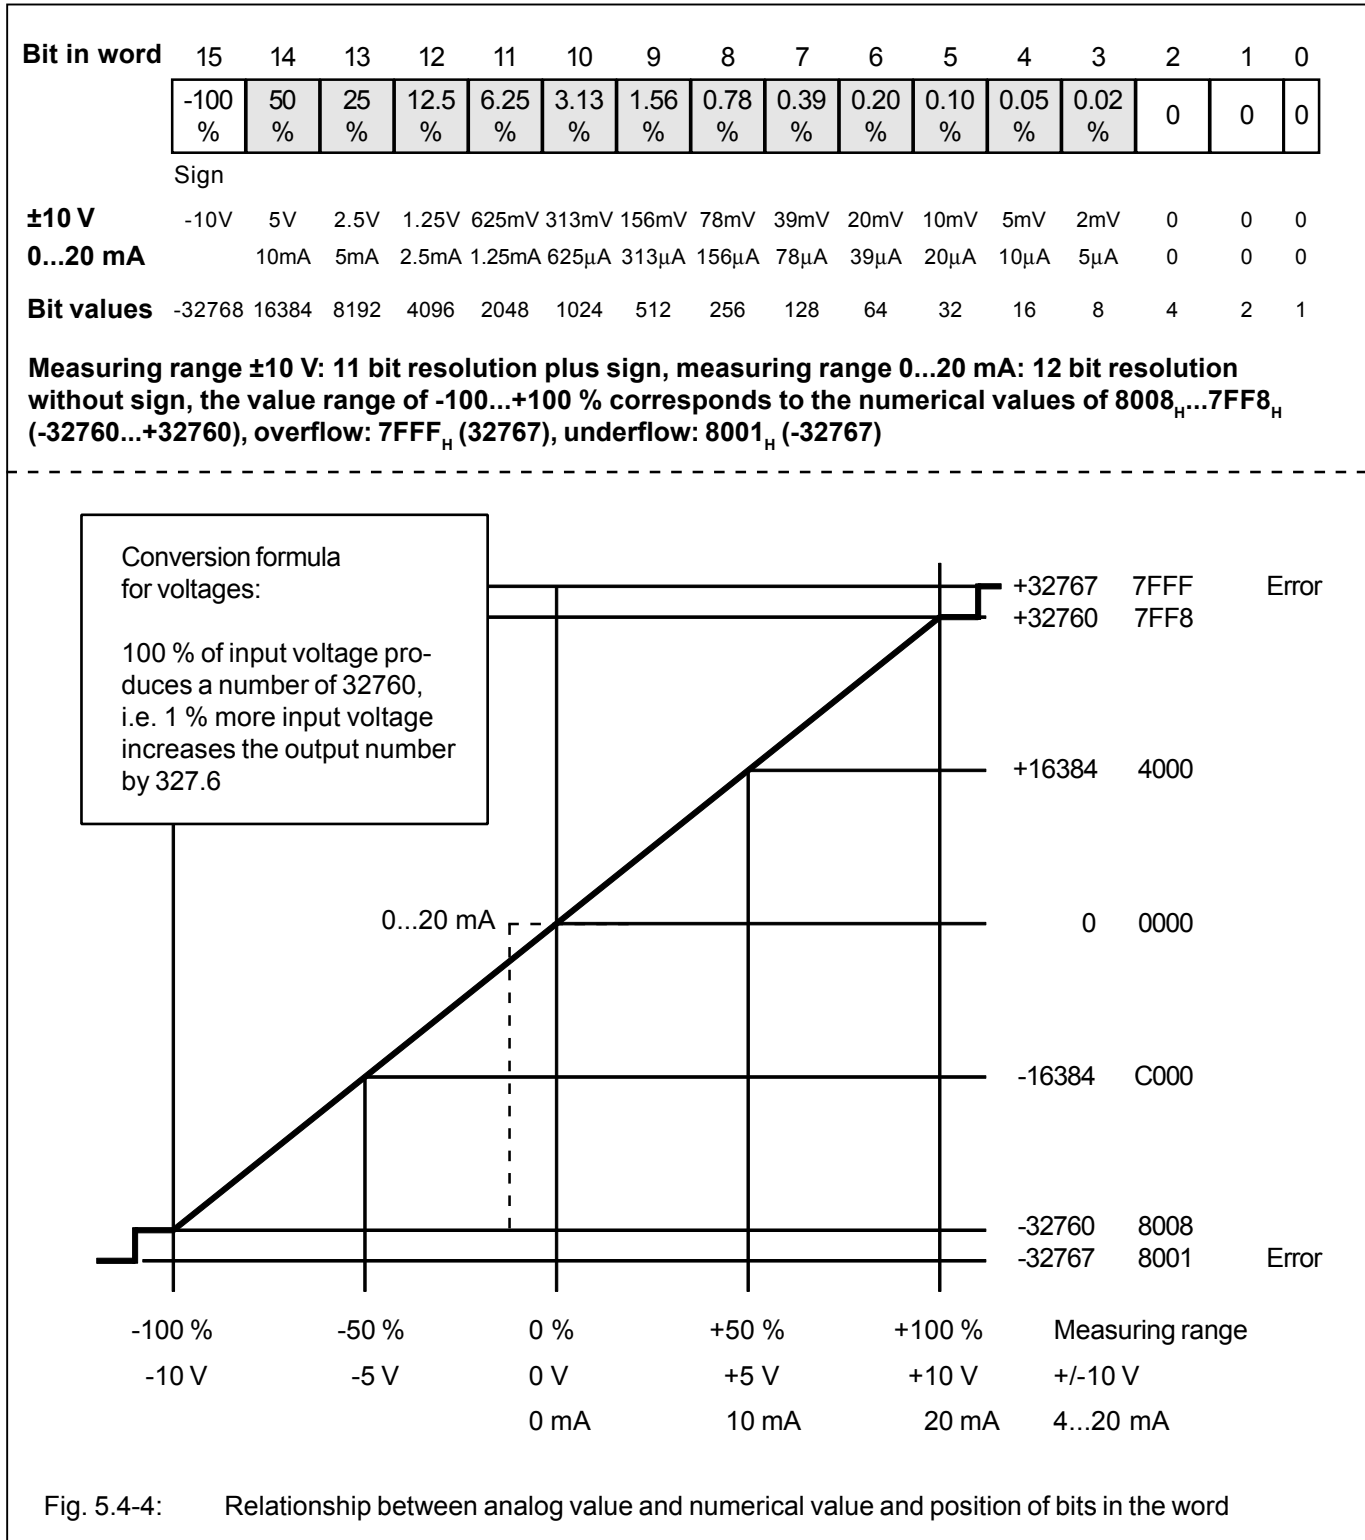 Bit in word 15 14 13 12 11 10 9 8 7 6 5 4 3 2 1 0
-100 50 25 12.5 6.25 3.13 1.56 0.78 0.39 0.20 0.10 0.05 0.02 0 0 0
% % % % % % % % % % % % %
Sign
±10 V -10V 5V 2.5V 1.25V 625mV 313mV 156mV 78mV 39mV 20mV 10mV 5mV 2mV 0 0 0
0...20 mA 10mA 5mA 2.5mA 1.25mA 625µA 313µA 156µA 78µA 39µA 20µA 10µA 5µA 0 0 0
Bit values -32768 16384 8192 4096 2048 1024 512 256 128 64 32 16 8 4 2 1
Measuring range ±10 V: 11 bit resolution plus sign, measuring range 0...20 mA: 12 bit resolution
without sign, the value range of -100...+100 % corresponds to the numerical values of 8008H...7FF8H
(-32760...+32760), overflow: 7FFFH (32767), underflow: 8001H (-32767)
Conversion formula
for voltages:
100 % of input voltage pro-
duces a number of 32760,
i.e. 1 % more input voltage
increases the output number
by 327.6
+32767 7FFF Error
+32760 7FF8
+16384 4000
0...20 mA
0 0000
-16384 C000
-32760 8008
-32767 8001 Error
-100 % -50 % 0 % +50 % +100 % Measuring range
-10 V -5 V 0 V +5 V +10 V +/-10 V
0 mA 10 mA 20 mA 4...20 mA
Fig. 5.4-4: Relationship between analog value and numerical value and position of bits in the word